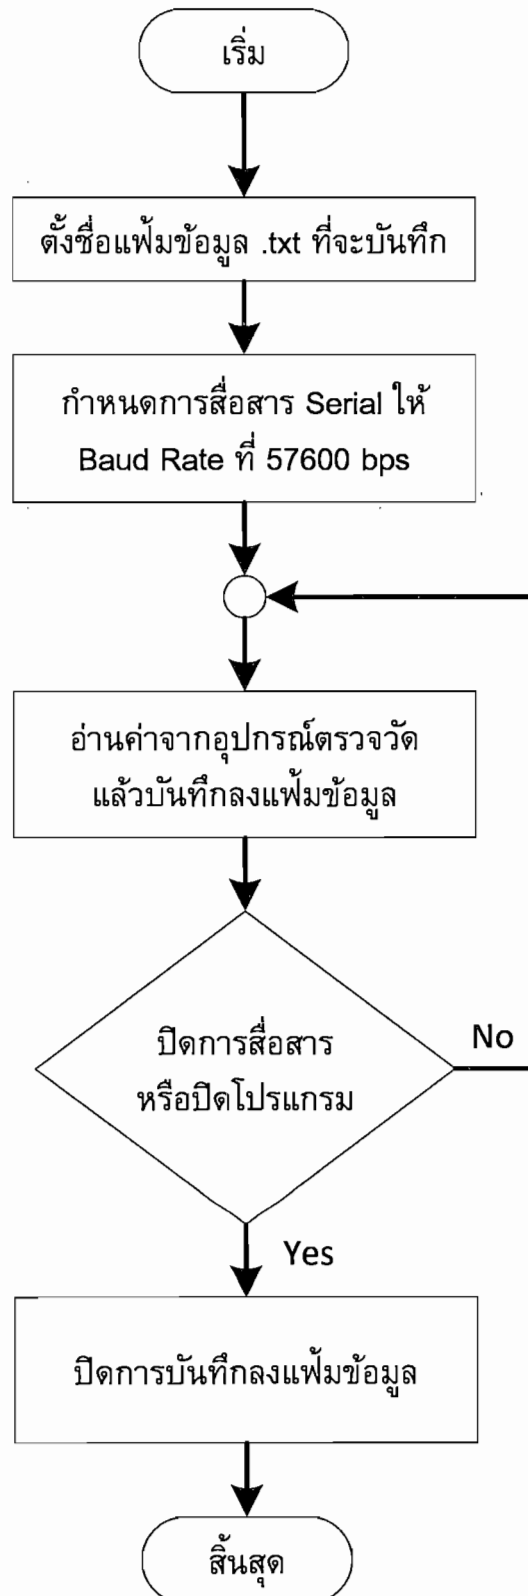 เริ่ม
ตั้งชื่อแฟ้มข้อมูล .txt ที่จะบันทึก
กำหนดการสื่อสาร Serial ให้
Baud Rate ที่ 57600 bps
อ่านค่าจากอุปกรณ์ตรวจวัด
แล้วบันทึกลงแฟ้มข้อมูล
ปิดการสื่อสาร
หรือปิดโปรแกรม
No
Yes
ปิดการบันทึกลงแฟ้มข้อมูล
สิ้นสุด